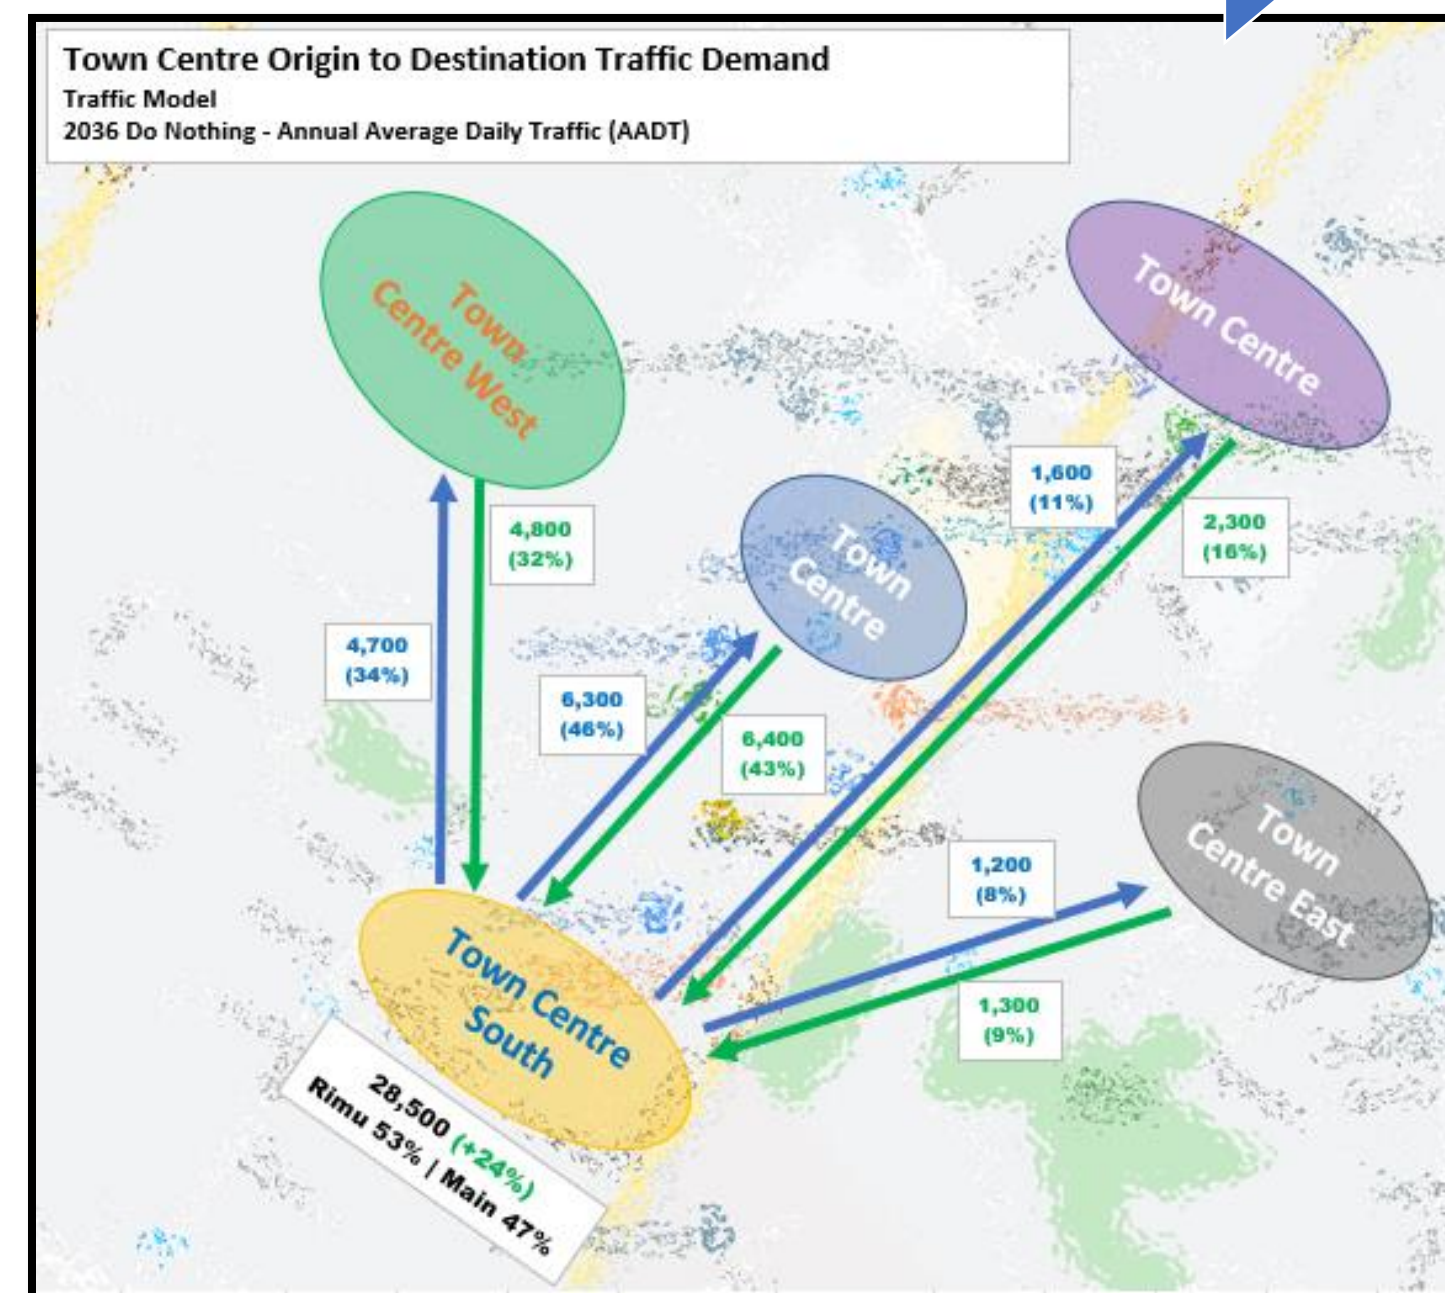 Town Centre Origin to Destination Traffic Demand
Traffic Model
2036 Do Nothing - Annual Average Daily Traffic (AADT)
Town
Centre West
Town Centre
1,600
(11%)
4,800
(32%)
2,300
(16%)
Town
Centre
4,700
(34%)
6,300
(46%)
6,400
(43%)
Town
Centre East
1,200
(8%)
Town Centre
South
1,300
(9%)
28,500 (+24%)
Rimu 53% | Main 47%